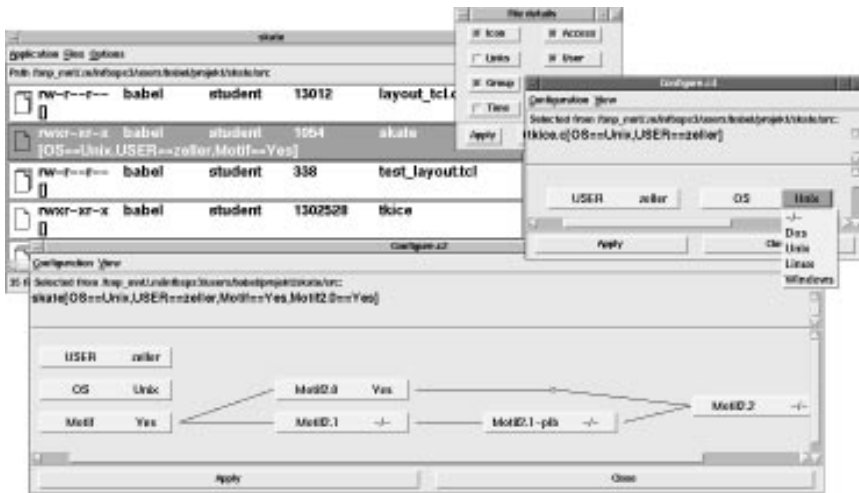 skate
Application Files Options
rw-r--r-- babel student 13012 layout_tcl.c
[]
rwxr-xr-x babel student 1054 skate
[OS==Unix,USER==zeller,Motif==Yes]
rw-r--r-- babel student 338 test_layout.tcl
[]
rwxr-xr-x babel student 1302528 tkice
[]
File details
Icon Access
Links User
Group
Time
Apply
Configure
Configuration View
tkice.c[OS==Unix,USER==zeller]
USER zeller OS Unix
-/-
Dos
Unix
Linux
Windows
Apply
Configure
Configuration View
skate[OS==Unix,USER==zeller,Motif==Yes,Motif2.0==Yes]
USER zeller
OS Unix Motif2.0 Yes
Motif2.2 -/-
Motif Yes Motif2.1 -/- Motif2.1-plb -/-
Apply Close